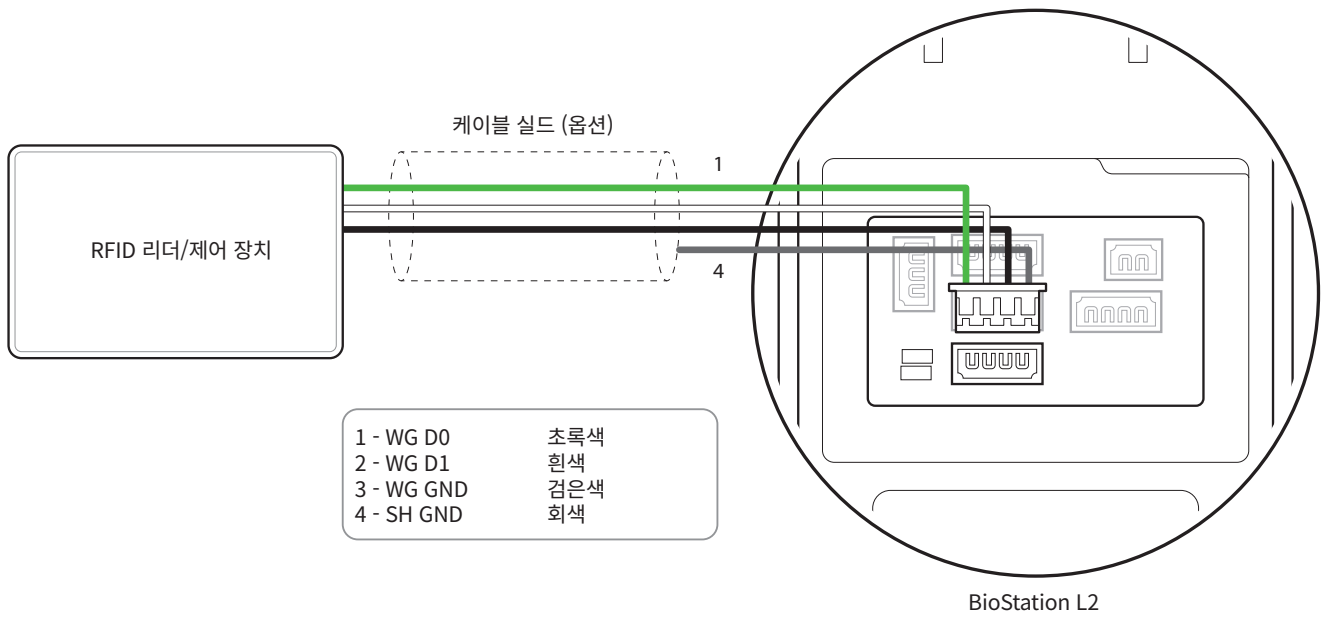 케이블 실드 (옵션)
1
RFID 리더/제어 장치
4
1 - WG D0 초록색
2 - WG D1 흰색
3 - WG GND 검은색
4 - SH GND 회색
BioStation L2